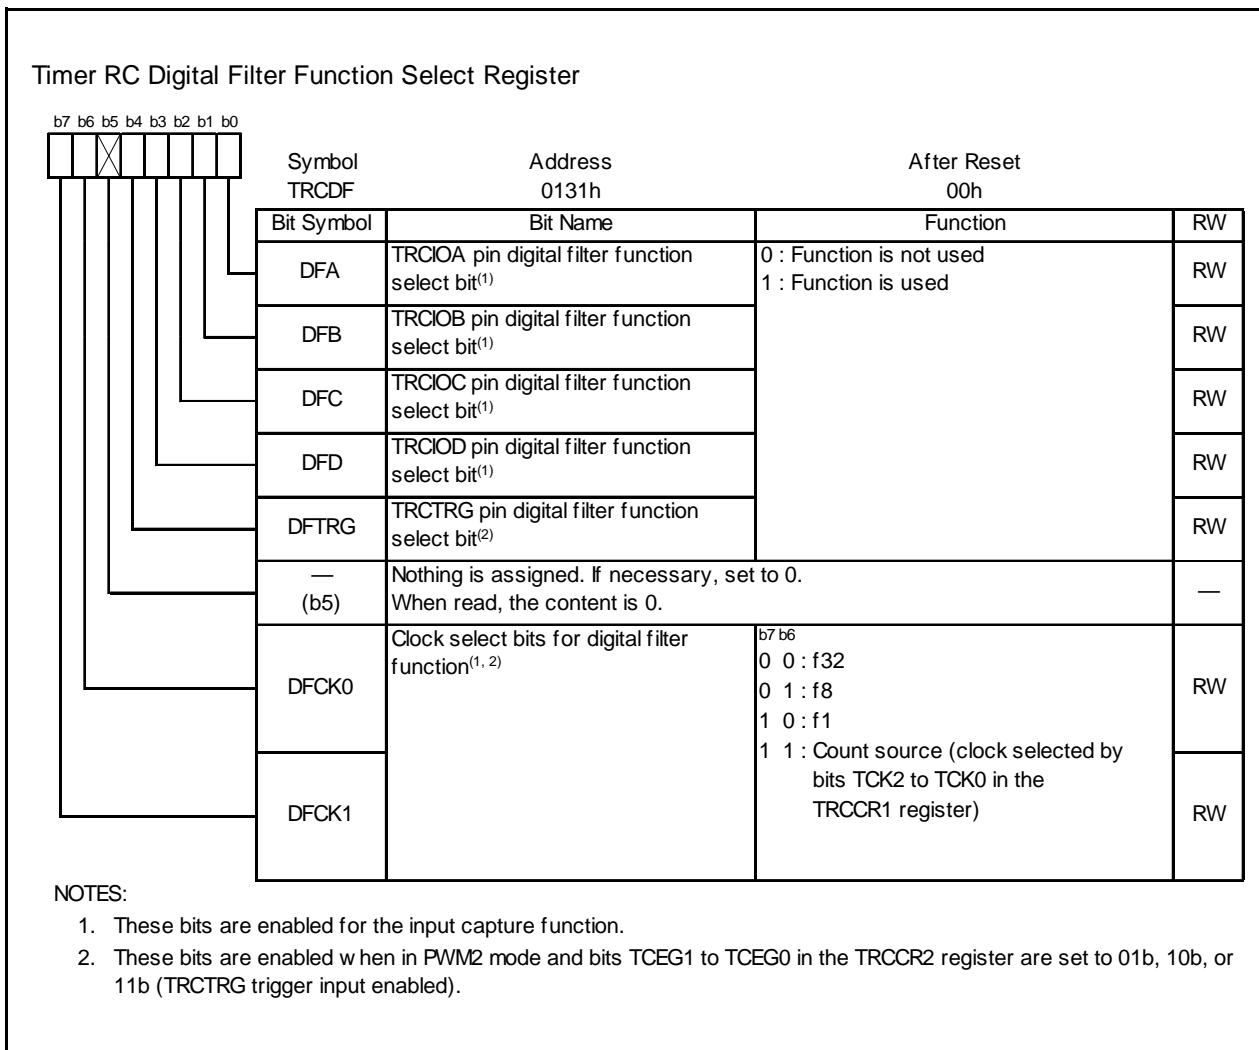 Timer RC Digital Filter Function Select Register
b7 b6 b5 b4 b3 b2 b1 b0
Symbol Address After Reset
TRCDF 0131h 00h
Bit Symbol Bit Name Function RW
DFA TRCIOA pin digital filter function select bit(1) 0 : Function is not used RW
1 : Function is used
DFB TRCIOB pin digital filter function select bit(1) RW
DFC TRCIOC pin digital filter function select bit(1) RW
DFD TRCIOD pin digital filter function select bit(1) RW
DFTRG TRCTRG pin digital filter function select bit(2) RW
— (b5) Nothing is assigned. If necessary, set to 0. —
When read, the content is 0.
DFCK0 Clock select bits for digital filter function(1, 2) b7 b6 RW
0 0 : f32
0 1 : f8
1 0 : f1
1 1 : Count source (clock selected by
bits TCK2 to TCK0 in the
TRCCR1 register)
DFCK1 RW
NOTES:
1. These bits are enabled for the input capture function.
2. These bits are enabled when in PWM2 mode and bits TCEG1 to TCEG0 in the TRCCR2 register are set to 01b, 10b, or
11b (TRCTRG trigger input enabled).